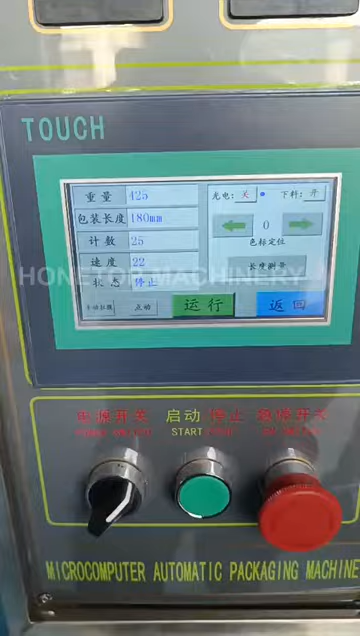 TOUCH
重量 425 光电: 关 下料: 开
包装长度 180mm 0
计数 25 色标定位
速度 22 长度测量
状态 停止
点动 运行 返回
HONETOP MACHINERY
电源开关 启动 停止 急停开关
START
MICROCOMPUTER AUTOMATIC PACKAGING MACHINE